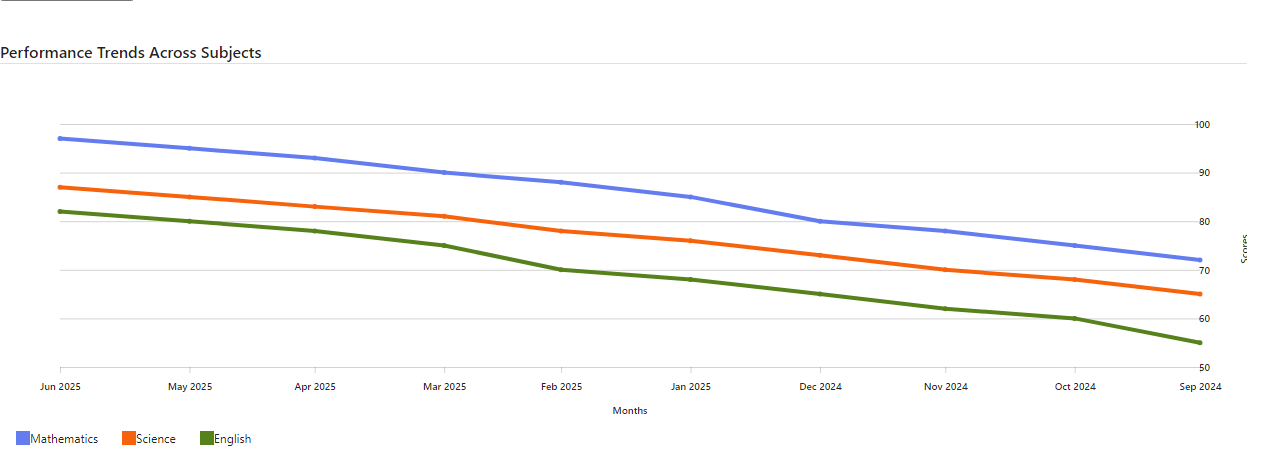 Performance Trends Across Subjects
100
90
80
70
60
50
Scores
Jun 2025 May 2025 Apr 2025 Mar 2025 Feb 2025 Jan 2025 Dec 2024 Nov 2024 Oct 2024 Sep 2024
Months
Mathematics Science English